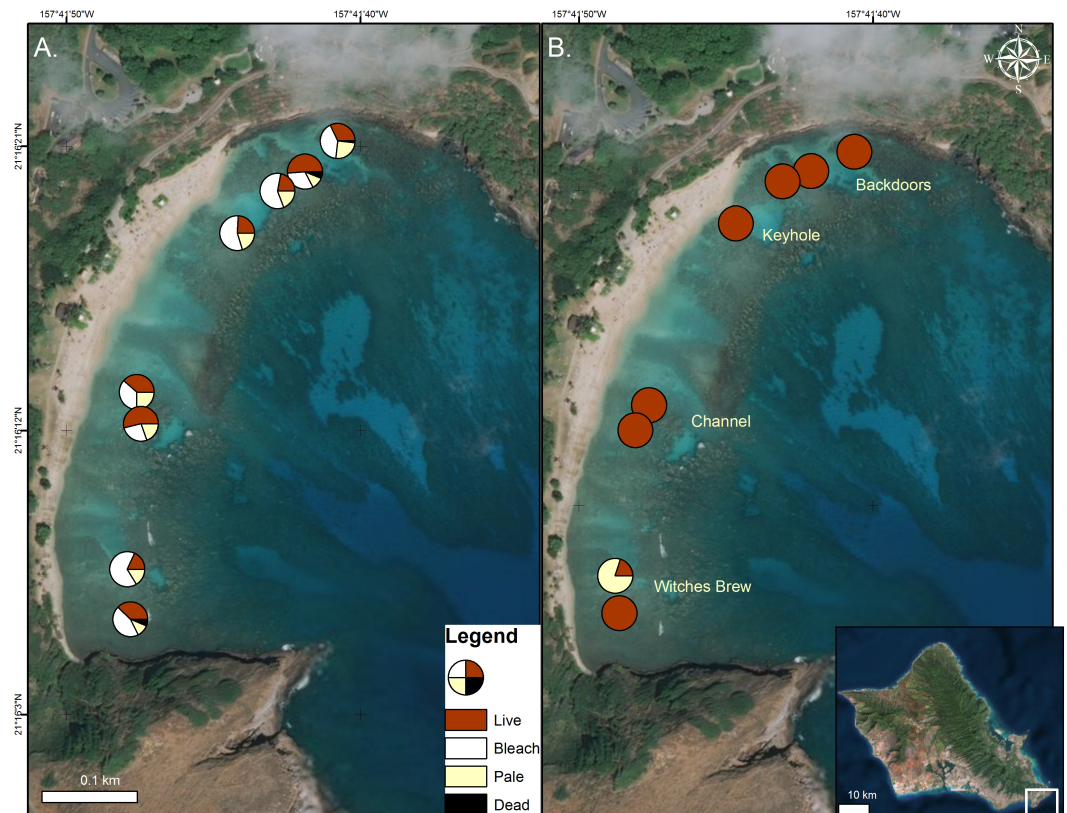 157°41'50"W
157°41'40"W
157°41'50"W
157°41'40"W
A.
B.
N
W
E
S
21°16'21"N
21°16'12"N
21°16'3"N
Backdoors
Keyhole
Channel
Witches Brew
Legend
Live
Bleach
Pale
Dead
0.1 km
10 km